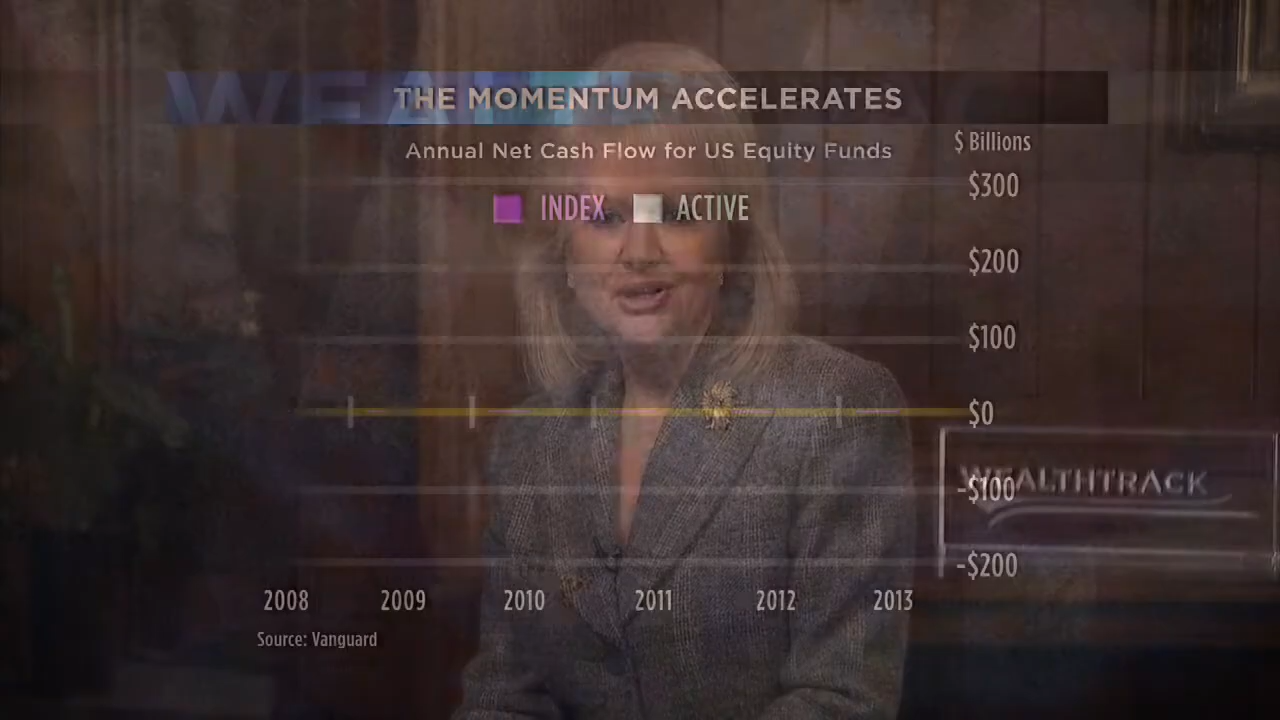 WEALTH
THE MOMENTUM ACCELERATES
Annual Net Cash Flow for US Equity Funds
$ Billions
$300
INDEX ACTIVE
$200
$100
$0
WEALTHTRACK
-$100
-$200
2008 2009 2010 2011 2012 2013
Source: Vanguard